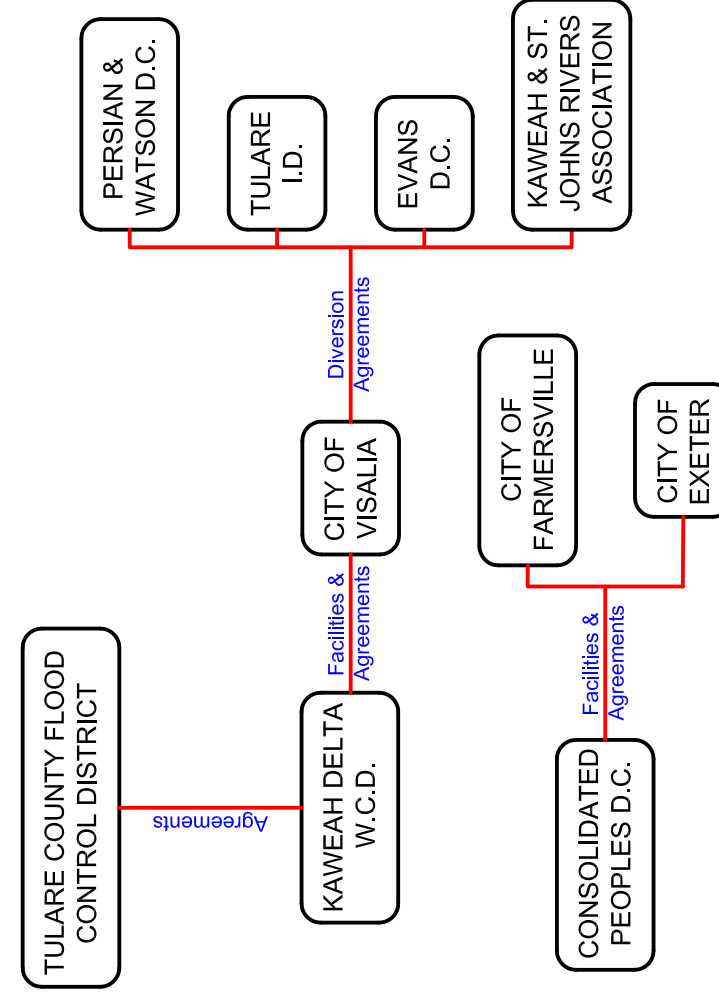 TULARE COUNTY FLOOD
CONTROL DISTRICT
Agreements
KAWEAH DELTA
W.C.D.
Facilities &
Agreements
CITY OF
VISALIA
Diversion
Agreements
PERSIAN &
WATSON D.C.
TULARE
I.D.
EVANS
D.C.
KAWEAH & ST.
JOHNS RIVERS
ASSOCIATION
CONSOLIDATED
PEOPLES D.C.
Facilities &
Agreements
CITY OF
FARMERSVILLE
CITY OF
EXETER